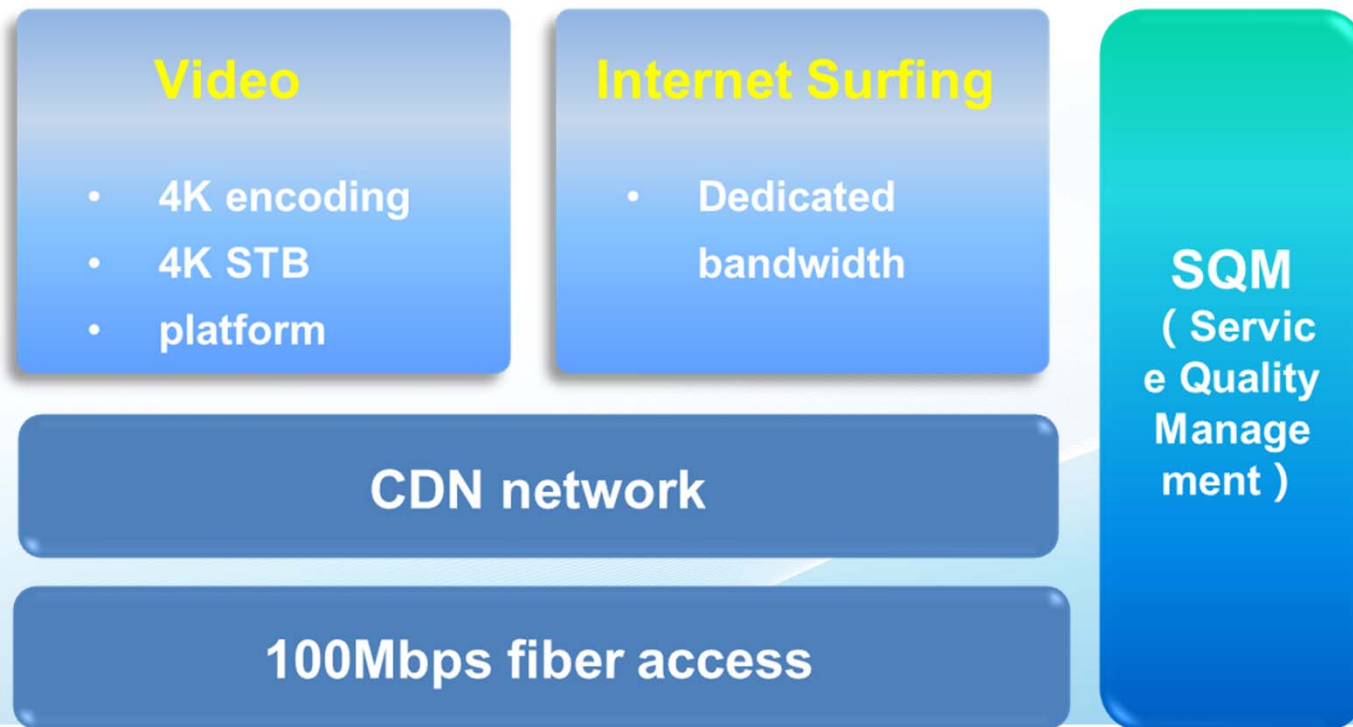 Video
• 4K encoding
• 4K STB
• platform
Internet Surfing
• Dedicated
bandwidth
CDN network
100Mbps fiber access
SQM
( Servic
e Quality
Manage
ment )